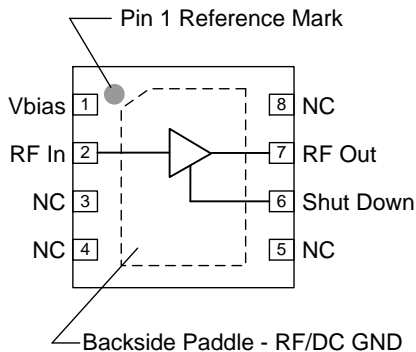 Pin 1 Reference Mark
Vbias 1 8 NC
RF In 2 7 RF Out
NC 3 6 Shut Down
NC 4 5 NC
Backside Paddle - RF/DC GND